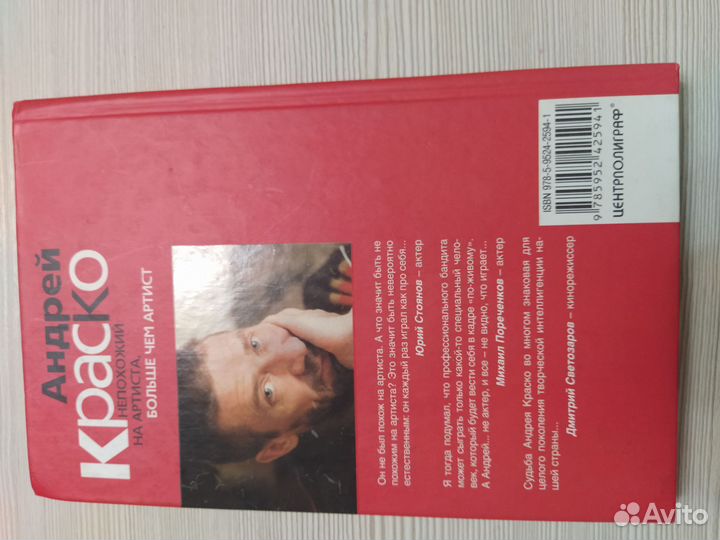 Андрей
Краско
НЕПОХОЖИЙ
НА АРТИСТА,
БОЛЬШЕ ЧЕМ АРТИСТ
Он не был похож на артиста. А что значит быть не
похожим на артиста? Это значит быть невероятно
естественным: он каждый раз играл как про себя...
Юрий Стоянов – актер
Я тогда подумал, что профессионального бандита
может сыграть только какой-то специальный чело-
век, который будет вести себя в кадре «по-живому».
А Андрей... не актер, и все – не видно, что играет...
Михаил Пореченков – актер
Судьба Андрея Краско во многом знаковая для
целого поколения творческой интеллигенции на-
шей страны...
Дмитрий Светозаров – кинорежиссер
ISBN 978-5-9524-2594-1
9 785952 425941
ЦЕНТРПОЛИГРАФ®
Avito